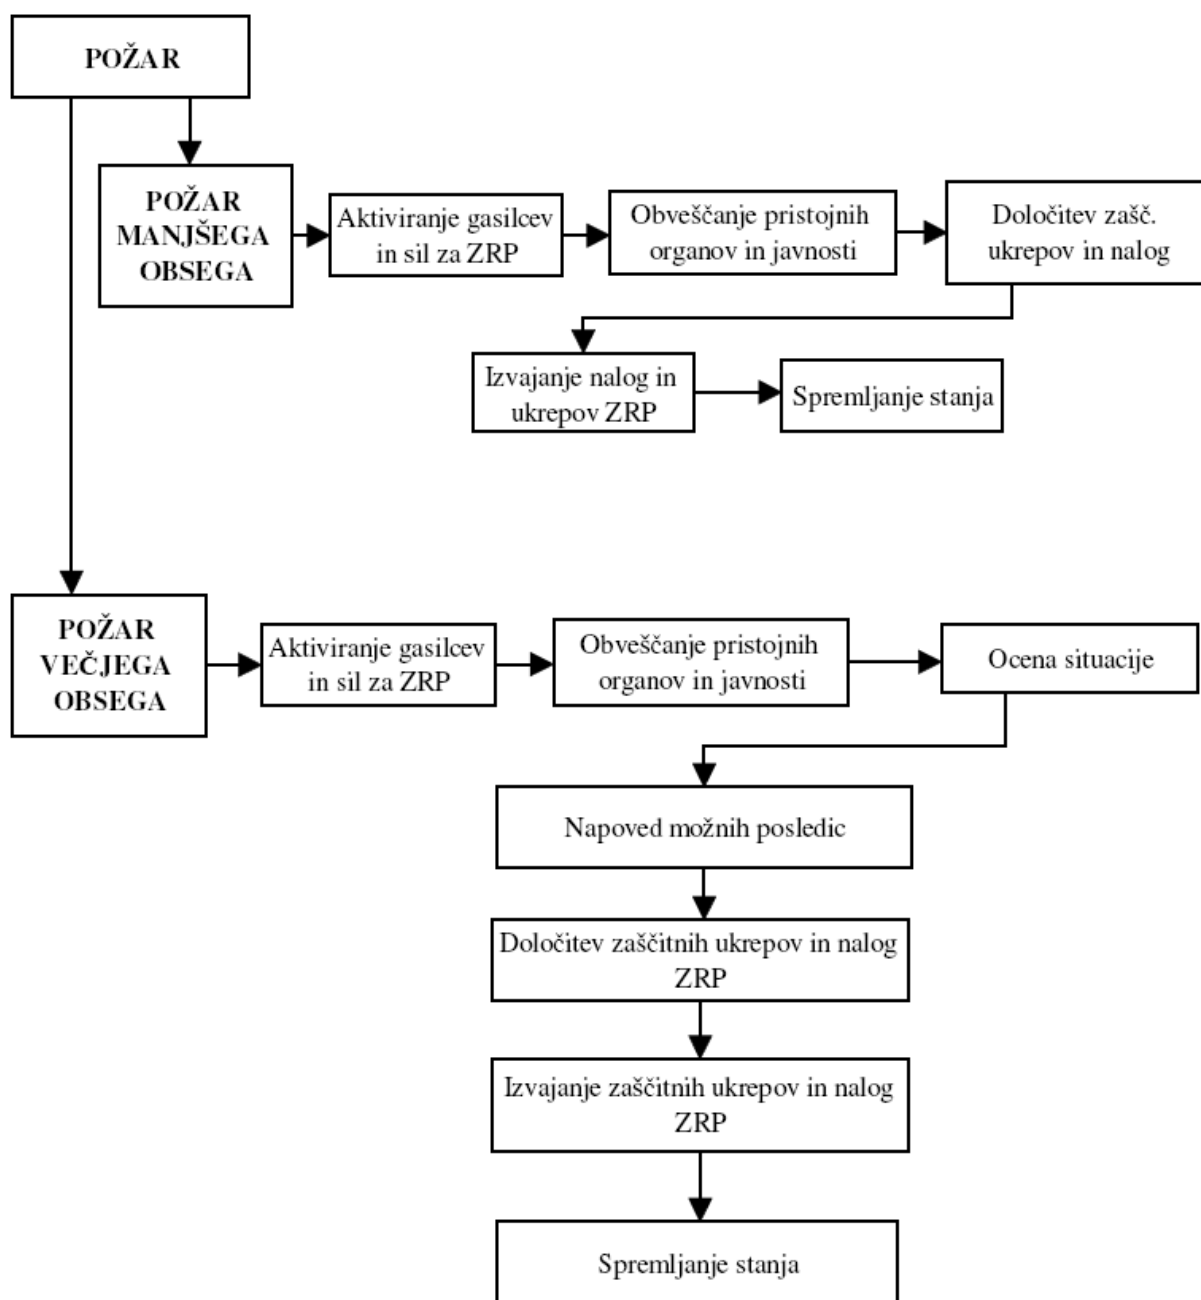 POŽAR
POŽAR
MANJŠEGA
OBSEGA
Aktiviranje gasilcev
in sil za ZRP
Obveščanje pristojnih
organov in javnosti
Določitev zašč.
ukrepov in nalog
Izvajanje nalog in
ukrepov ZRP
Spremljanje stanja
POŽAR
VEČJEGA
OBSEGA
Aktiviranje gasilcev
in sil za ZRP
Obveščanje pristojnih
organov in javnosti
Ocena situacije
Napoved možnih posledic
Določitev zaščitnih ukrepov in nalog
ZRP
Izvajanje zaščitnih ukrepov in nalog
ZRP
Spremljanje stanja